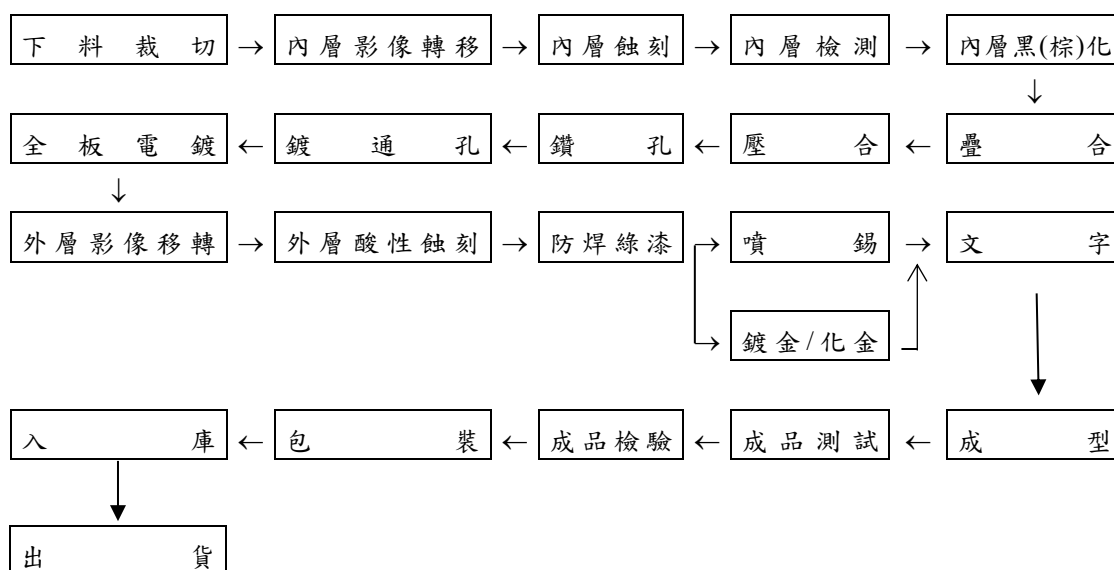 下料裁切 → 內層影像轉移 → 內層蝕刻 → 內層檢測 → 內層黑(棕)化
↓
全板電鍍 ← 鍍通孔 ← 鑽孔 ← 壓合 ← 疊合
↓
外層影像移轉 → 外層酸性蝕刻 → 防焊綠漆 → 噴錫 → 文字
→ 鍍金/化金
入庫 ← 包裝 ← 成品檢驗 ← 成品測試 ← 成型
出貨